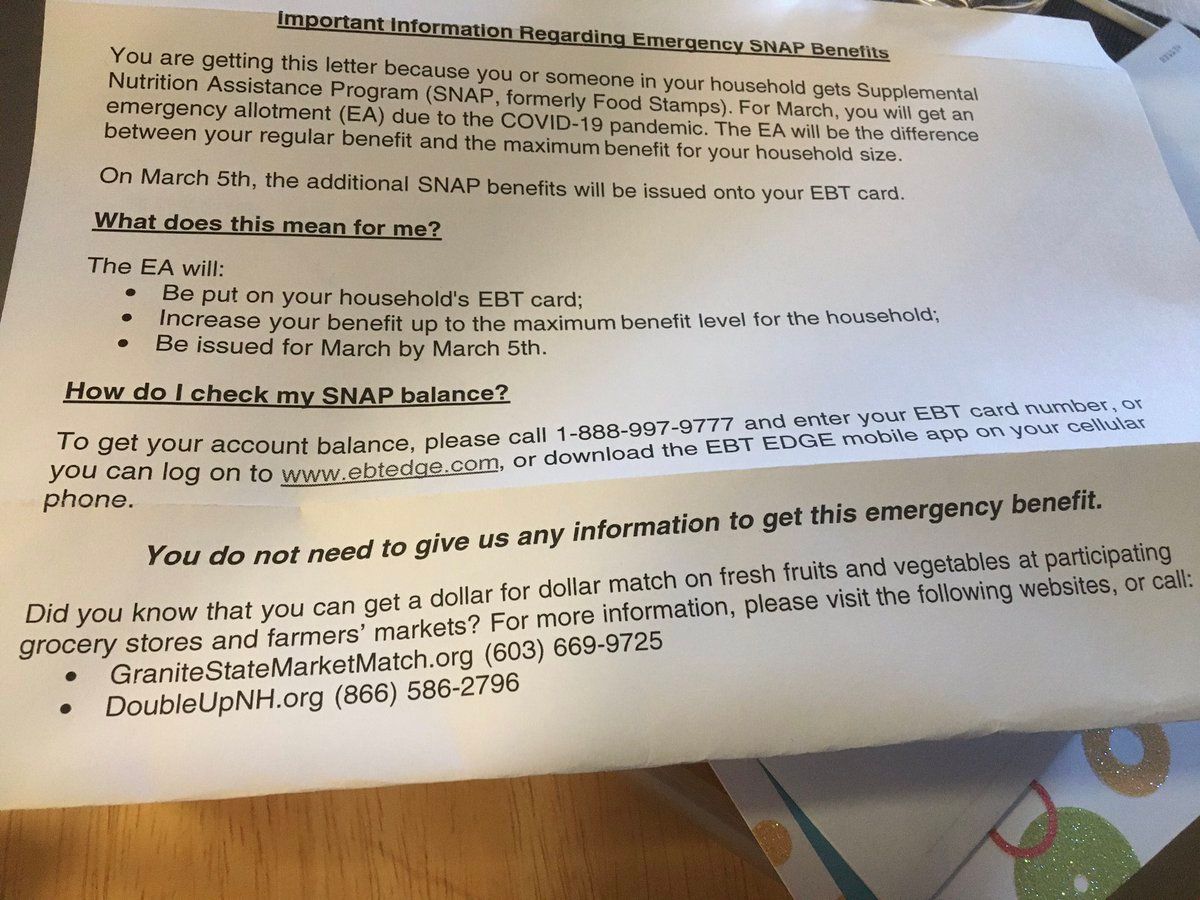 Important Information Regarding Emergency SNAP Benefits
You are getting this letter because you or someone in your household gets Supplemental
Nutrition Assistance Program (SNAP, formerly Food Stamps). For March, you will get an
emergency allotment (EA) due to the COVID-19 pandemic. The EA will be the difference
between your regular benefit and the maximum benefit for your household size.
On March 5th, the additional SNAP benefits will be issued onto your EBT card.
What does this mean for me?
The EA will:
• Be put on your household's EBT card;
• Increase your benefit up to the maximum benefit level for the household;
• Be issued for March by March 5th.
How do I check my SNAP balance?
To get your account balance, please call 1-888-997-9777 and enter your EBT card number, or
you can log on to www.ebtedge.com, or download the EBT EDGE mobile app on your cellular
phone.
You do not need to give us any information to get this emergency benefit.
Did you know that you can get a dollar for dollar match on fresh fruits and vegetables at participating
grocery stores and farmers’ markets? For more information, please visit the following websites, or call:
• GraniteStateMarketMatch.org (603) 669-9725
• DoubleUpNH.org (866) 586-2796